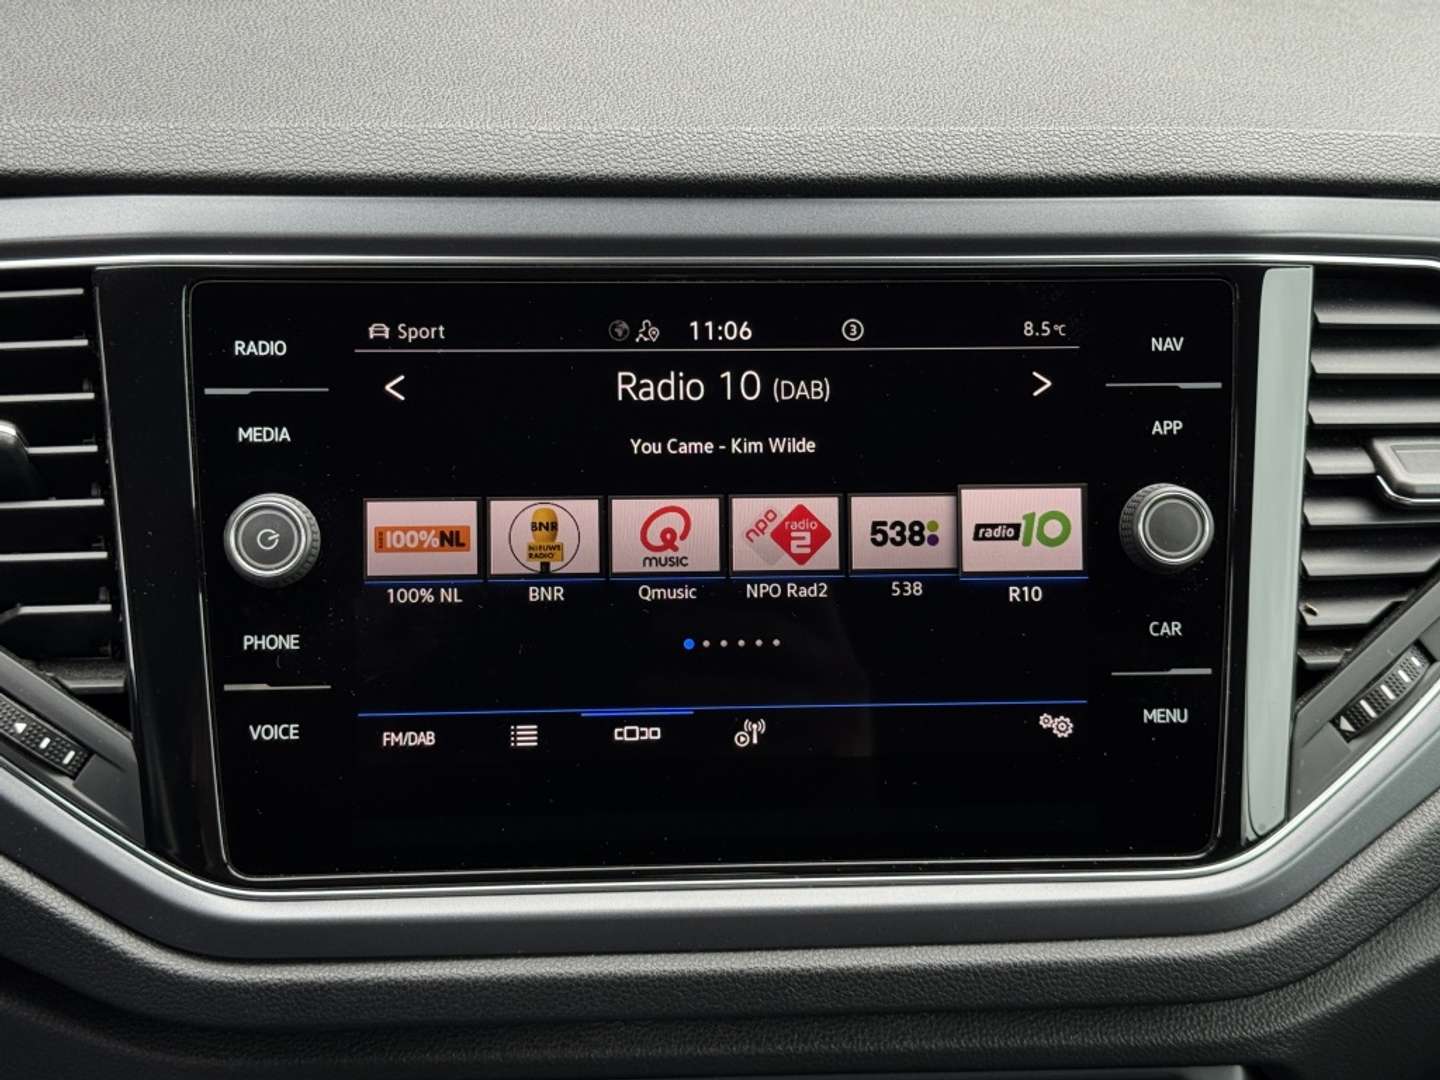 RADIO
MEDIA
PHONE
VOICE
Sport 11:06 3 8.5°C
Radio 10 (DAB)
You Came - Kim Wilde
100%NL
BNR
NIEUWS
RADIO
Q
MUSIC
npo
radio
2
538
radio 10
100% NL BNR Qmusic NPO Rad2 538 R10
FM/DAB
NAV
APP
CAR
MENU